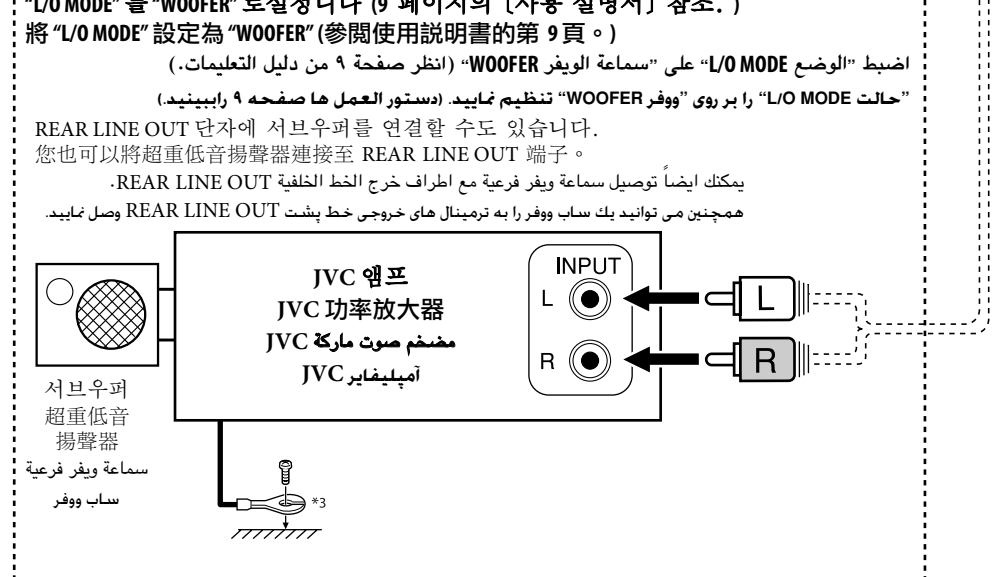 "L/O MODE" 를 "WOOFER" 로설정니다 (9 페이지의 [사용 설명서] 참조. )
將 "L/O MODE" 設定為 "WOOFER" (參閱使用説明書的第 9 頁。)
اضبط "الوضع L/O MODE" على "سماعة الويفر WOOFER" (انظر صفحة ٩ من دليل التعليمات.)
"حالت L/O MODE" را بر روی "ووفر WOOFER" تنظیم نمایید. (دستور العمل ها صفحه ٩ راببینید.)
REAR LINE OUT 단자에 서브우퍼를 연결할 수도 있습니다.
您也可以將超重低音揚聲器連接至 REAR LINE OUT 端子。
يمكنك ايضاً توصيل سماعة ويفر فرعية مع اطراف خرج الخط الخلفية REAR LINE OUT.
همچنین می توانید یك ساب ووفر را به ترمینال های خروجی خط پشت REAR LINE OUT وصل نمایید.
JVC 앰프
JVC 功率放大器
مضخم صوت ماركة JVC
آمپلیفایر JVC
INPUT
L
R
L
R
서브우퍼
超重低音
揚聲器
سماعة ويفر فرعية
ساب ووفر
*3